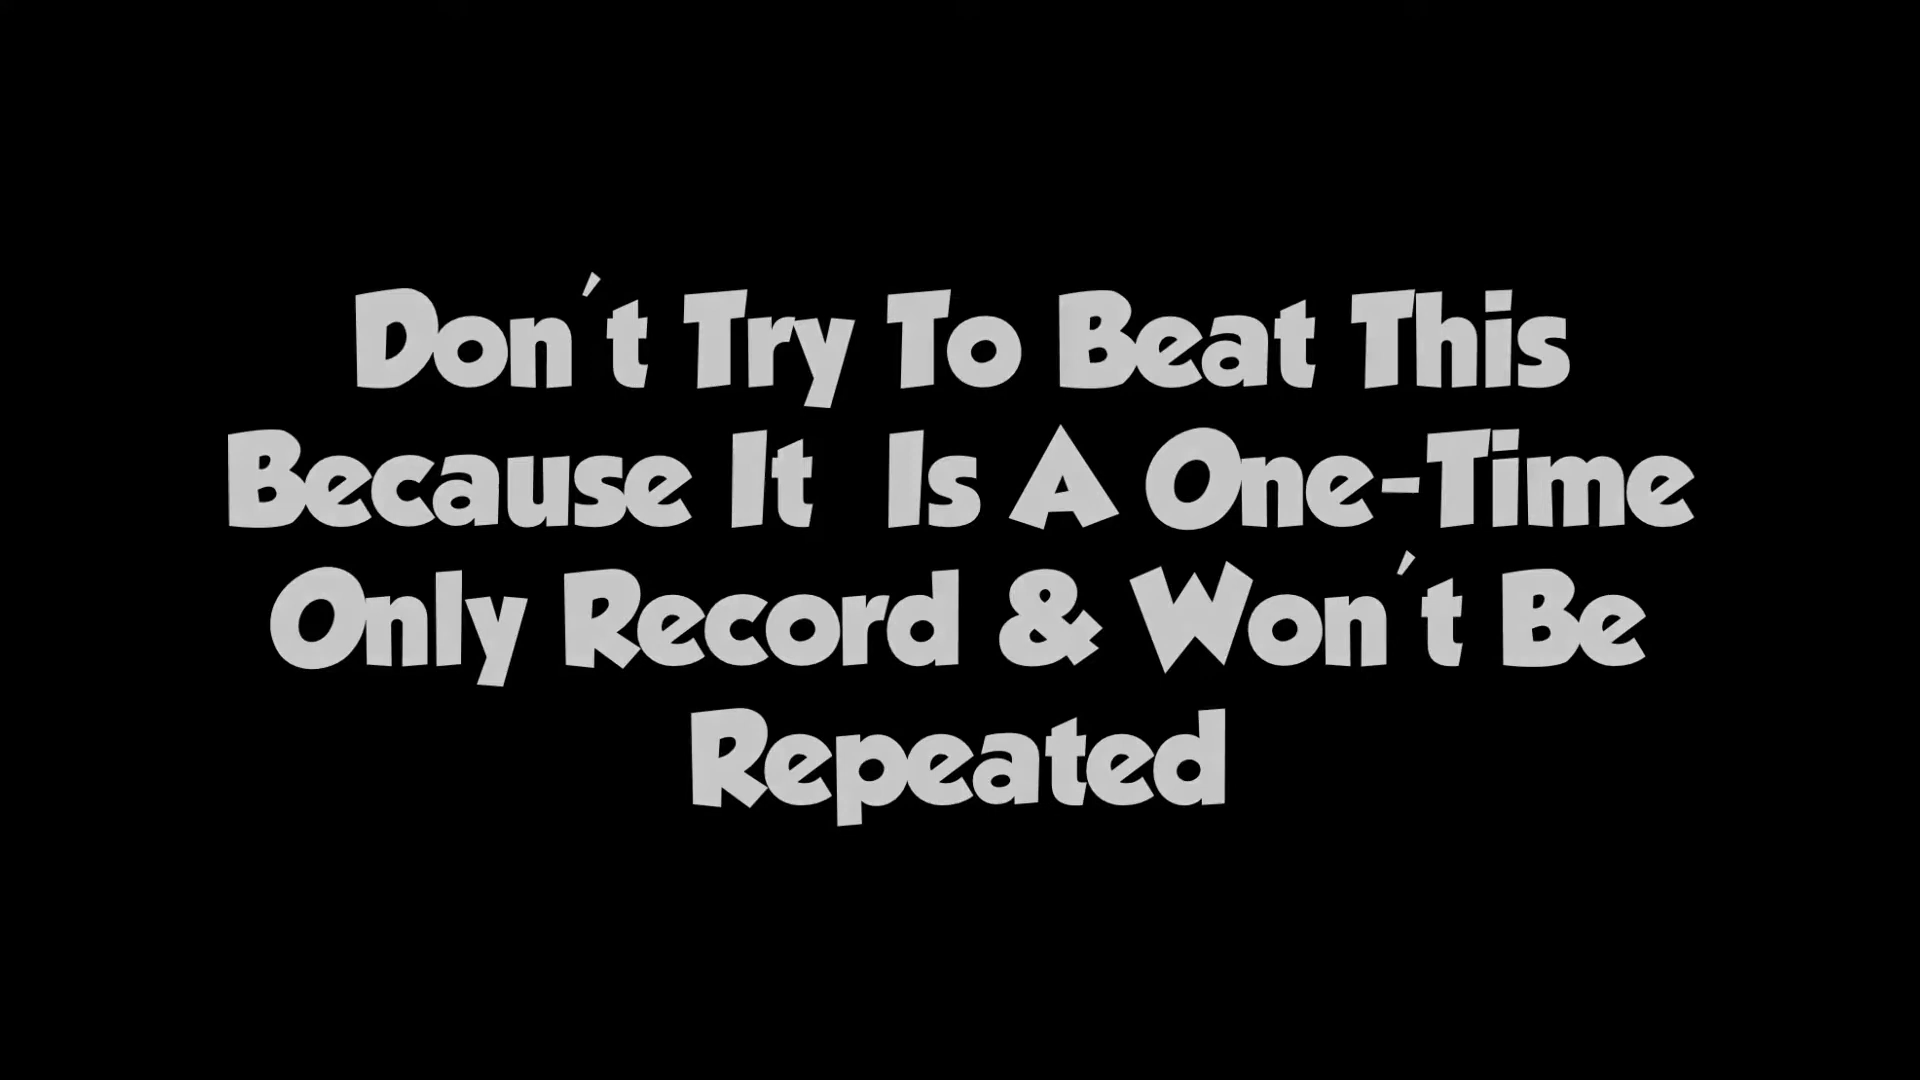 Don't Try To Beat This
Because It  Is A One-Time
Only Record & Won't Be
Repeated